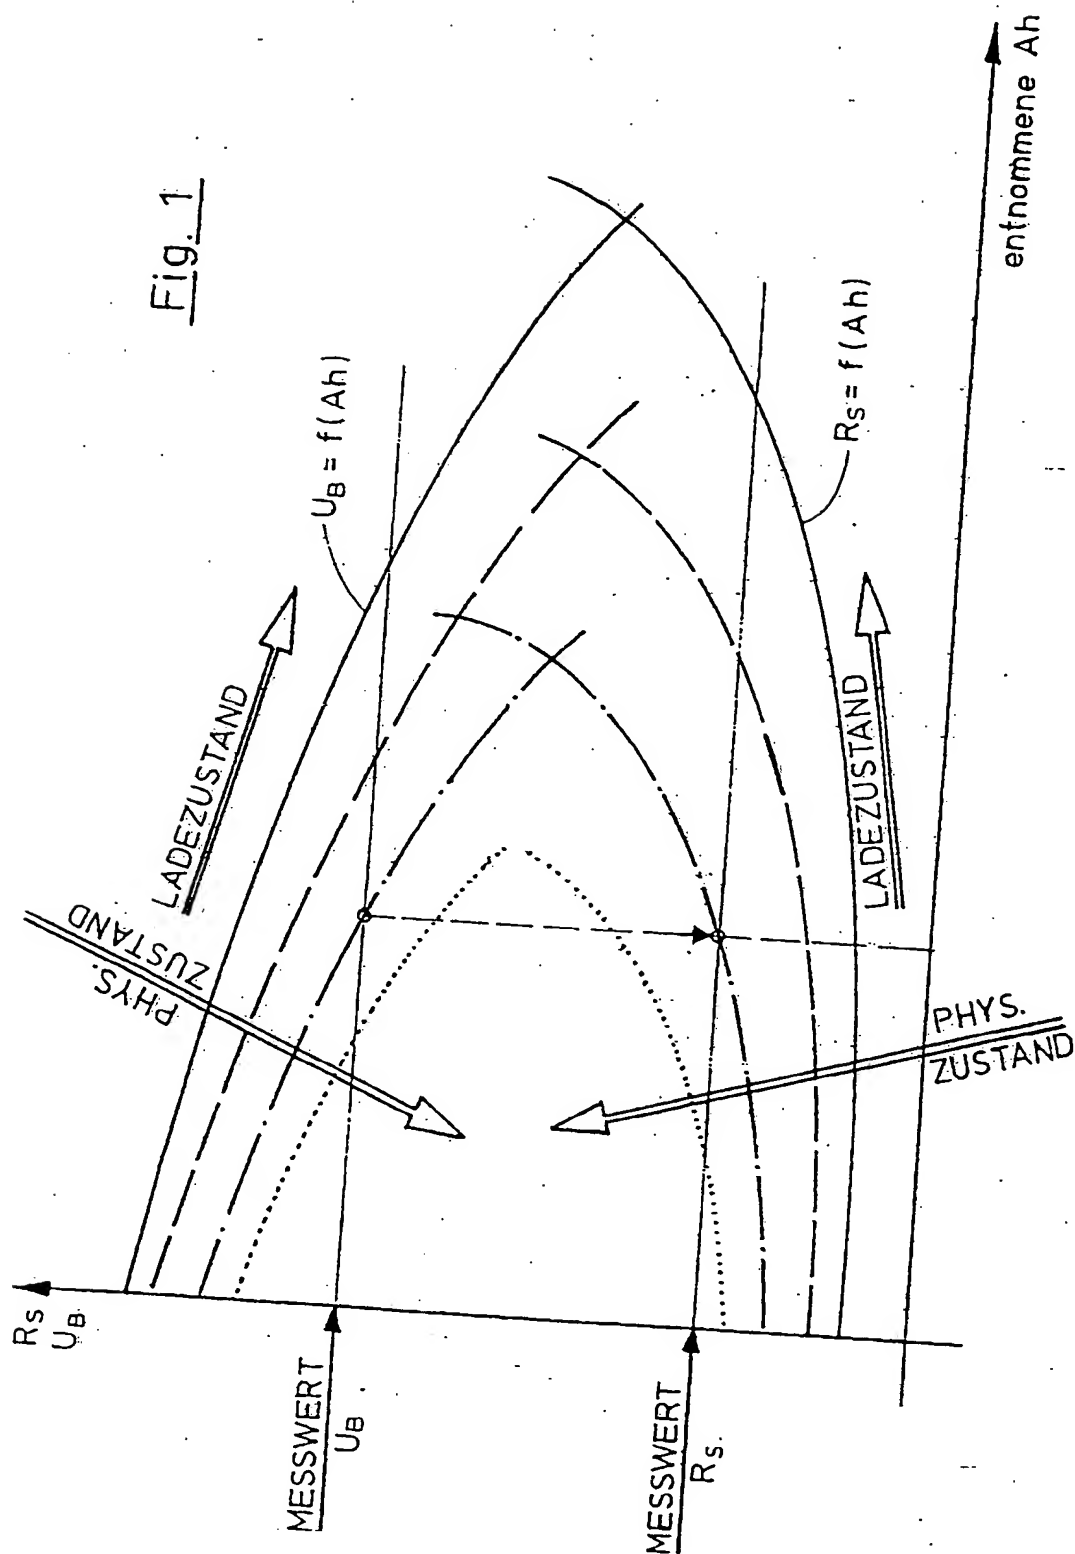 Fig. 1
R_S
U_B
LADEZUSTAND
PHYS.
ZUSTAND
U_B = f(Ah)
MESSWERT
U_B
MESSWERT
R_S.
R_S = f(Ah)
LADEZUSTAND
PHYS.
ZUSTAND
entnommene Ah